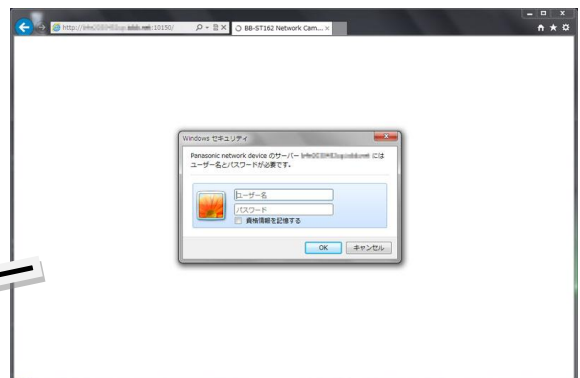 http:// :10150/
BB-ST162 Network Cam...
Windows セキュリティ
Panasonic network device のサーバー には
ユーザー名とパスワードが必要です。
ユーザー名
パスワード
資格情報を記憶する
OK
キャンセル